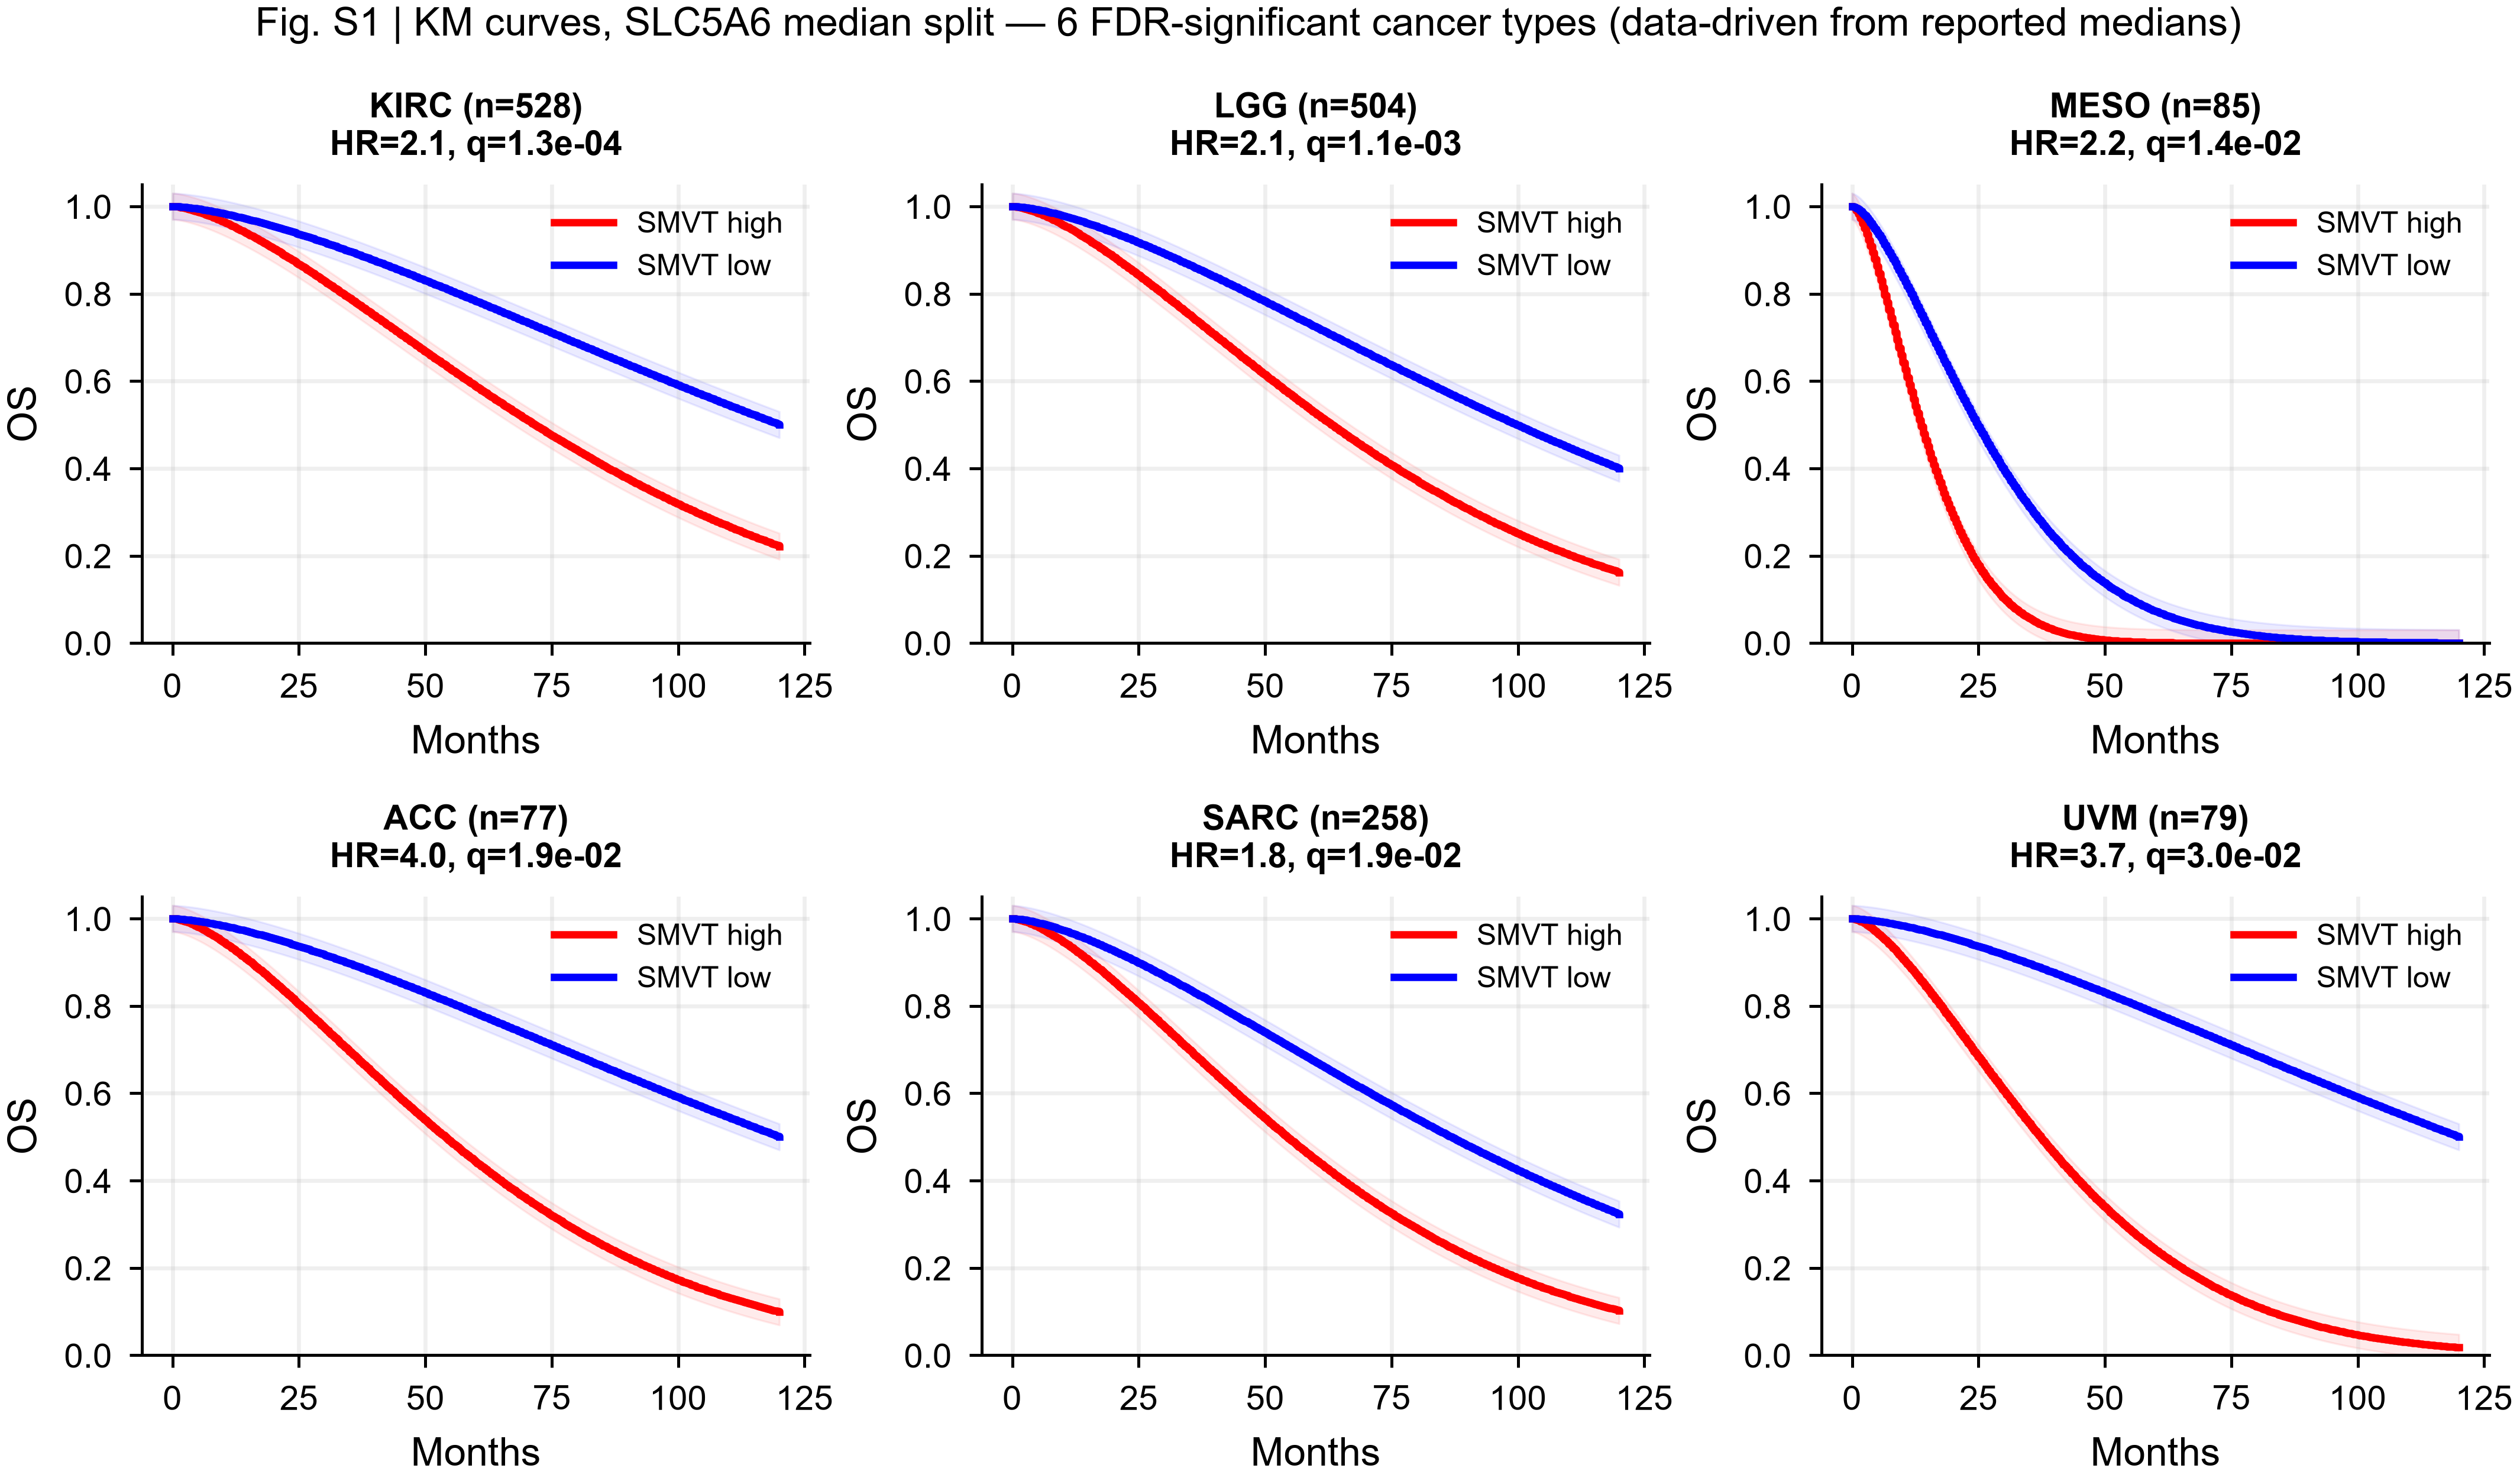 Fig. S1 | KM curves, SLC5A6 median split — 6 FDR-significant cancer types (data-driven from reported medians)
KIRC (n=528)
HR=2.1, q=1.3e-04
OS
1.0
0.8
0.6
0.4
0.2
0.0
SMVT high
SMVT low
0 25 50 75 100 125
Months
LGG (n=504)
HR=2.1, q=1.1e-03
OS
1.0
0.8
0.6
0.4
0.2
0.0
SMVT high
SMVT low
0 25 50 75 100 125
Months
MESO (n=85)
HR=2.2, q=1.4e-02
OS
1.0
0.8
0.6
0.4
0.2
0.0
SMVT high
SMVT low
0 25 50 75 100 125
Months
ACC (n=77)
HR=4.0, q=1.9e-02
OS
1.0
0.8
0.6
0.4
0.2
0.0
SMVT high
SMVT low
0 25 50 75 100 125
Months
SARC (n=258)
HR=1.8, q=1.9e-02
OS
1.0
0.8
0.6
0.4
0.2
0.0
SMVT high
SMVT low
0 25 50 75 100 125
Months
UVM (n=79)
HR=3.7, q=3.0e-02
OS
1.0
0.8
0.6
0.4
0.2
0.0
SMVT high
SMVT low
0 25 50 75 100 125
Months